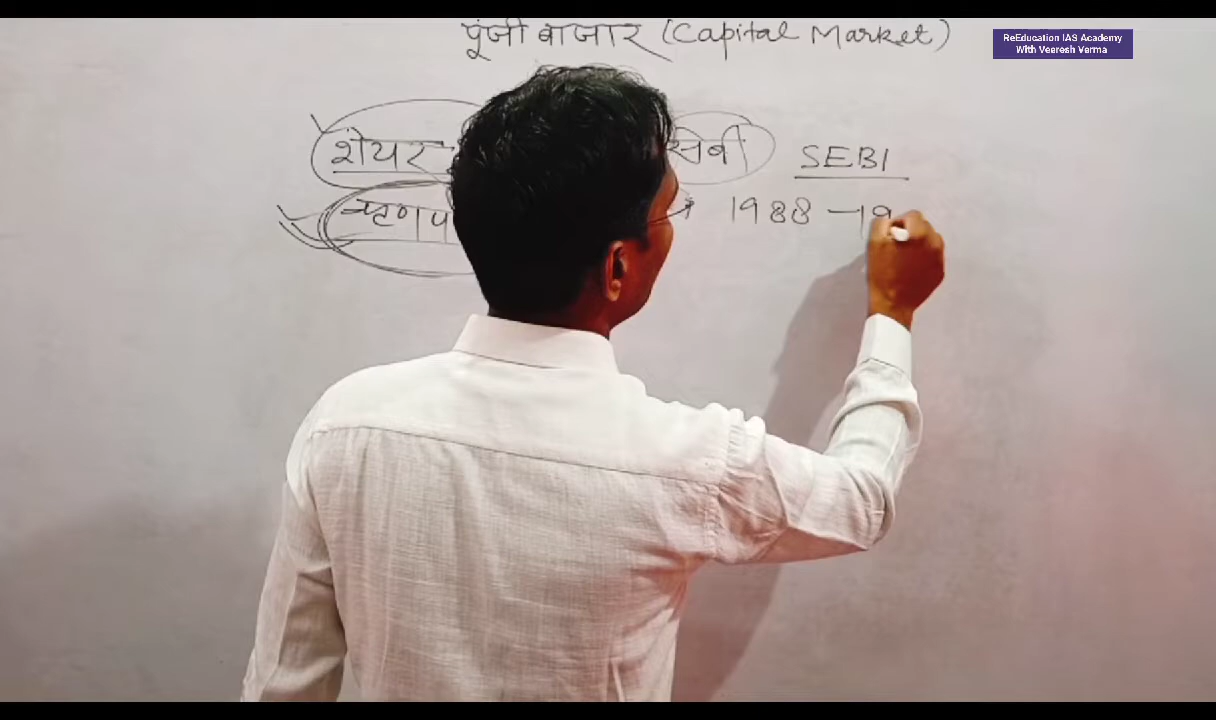 पूंजी बाजार (Capital Market)
ReEducation IAS Academy
With Veeresh Verma
शेयर सेबी SEBI
1988 - 19